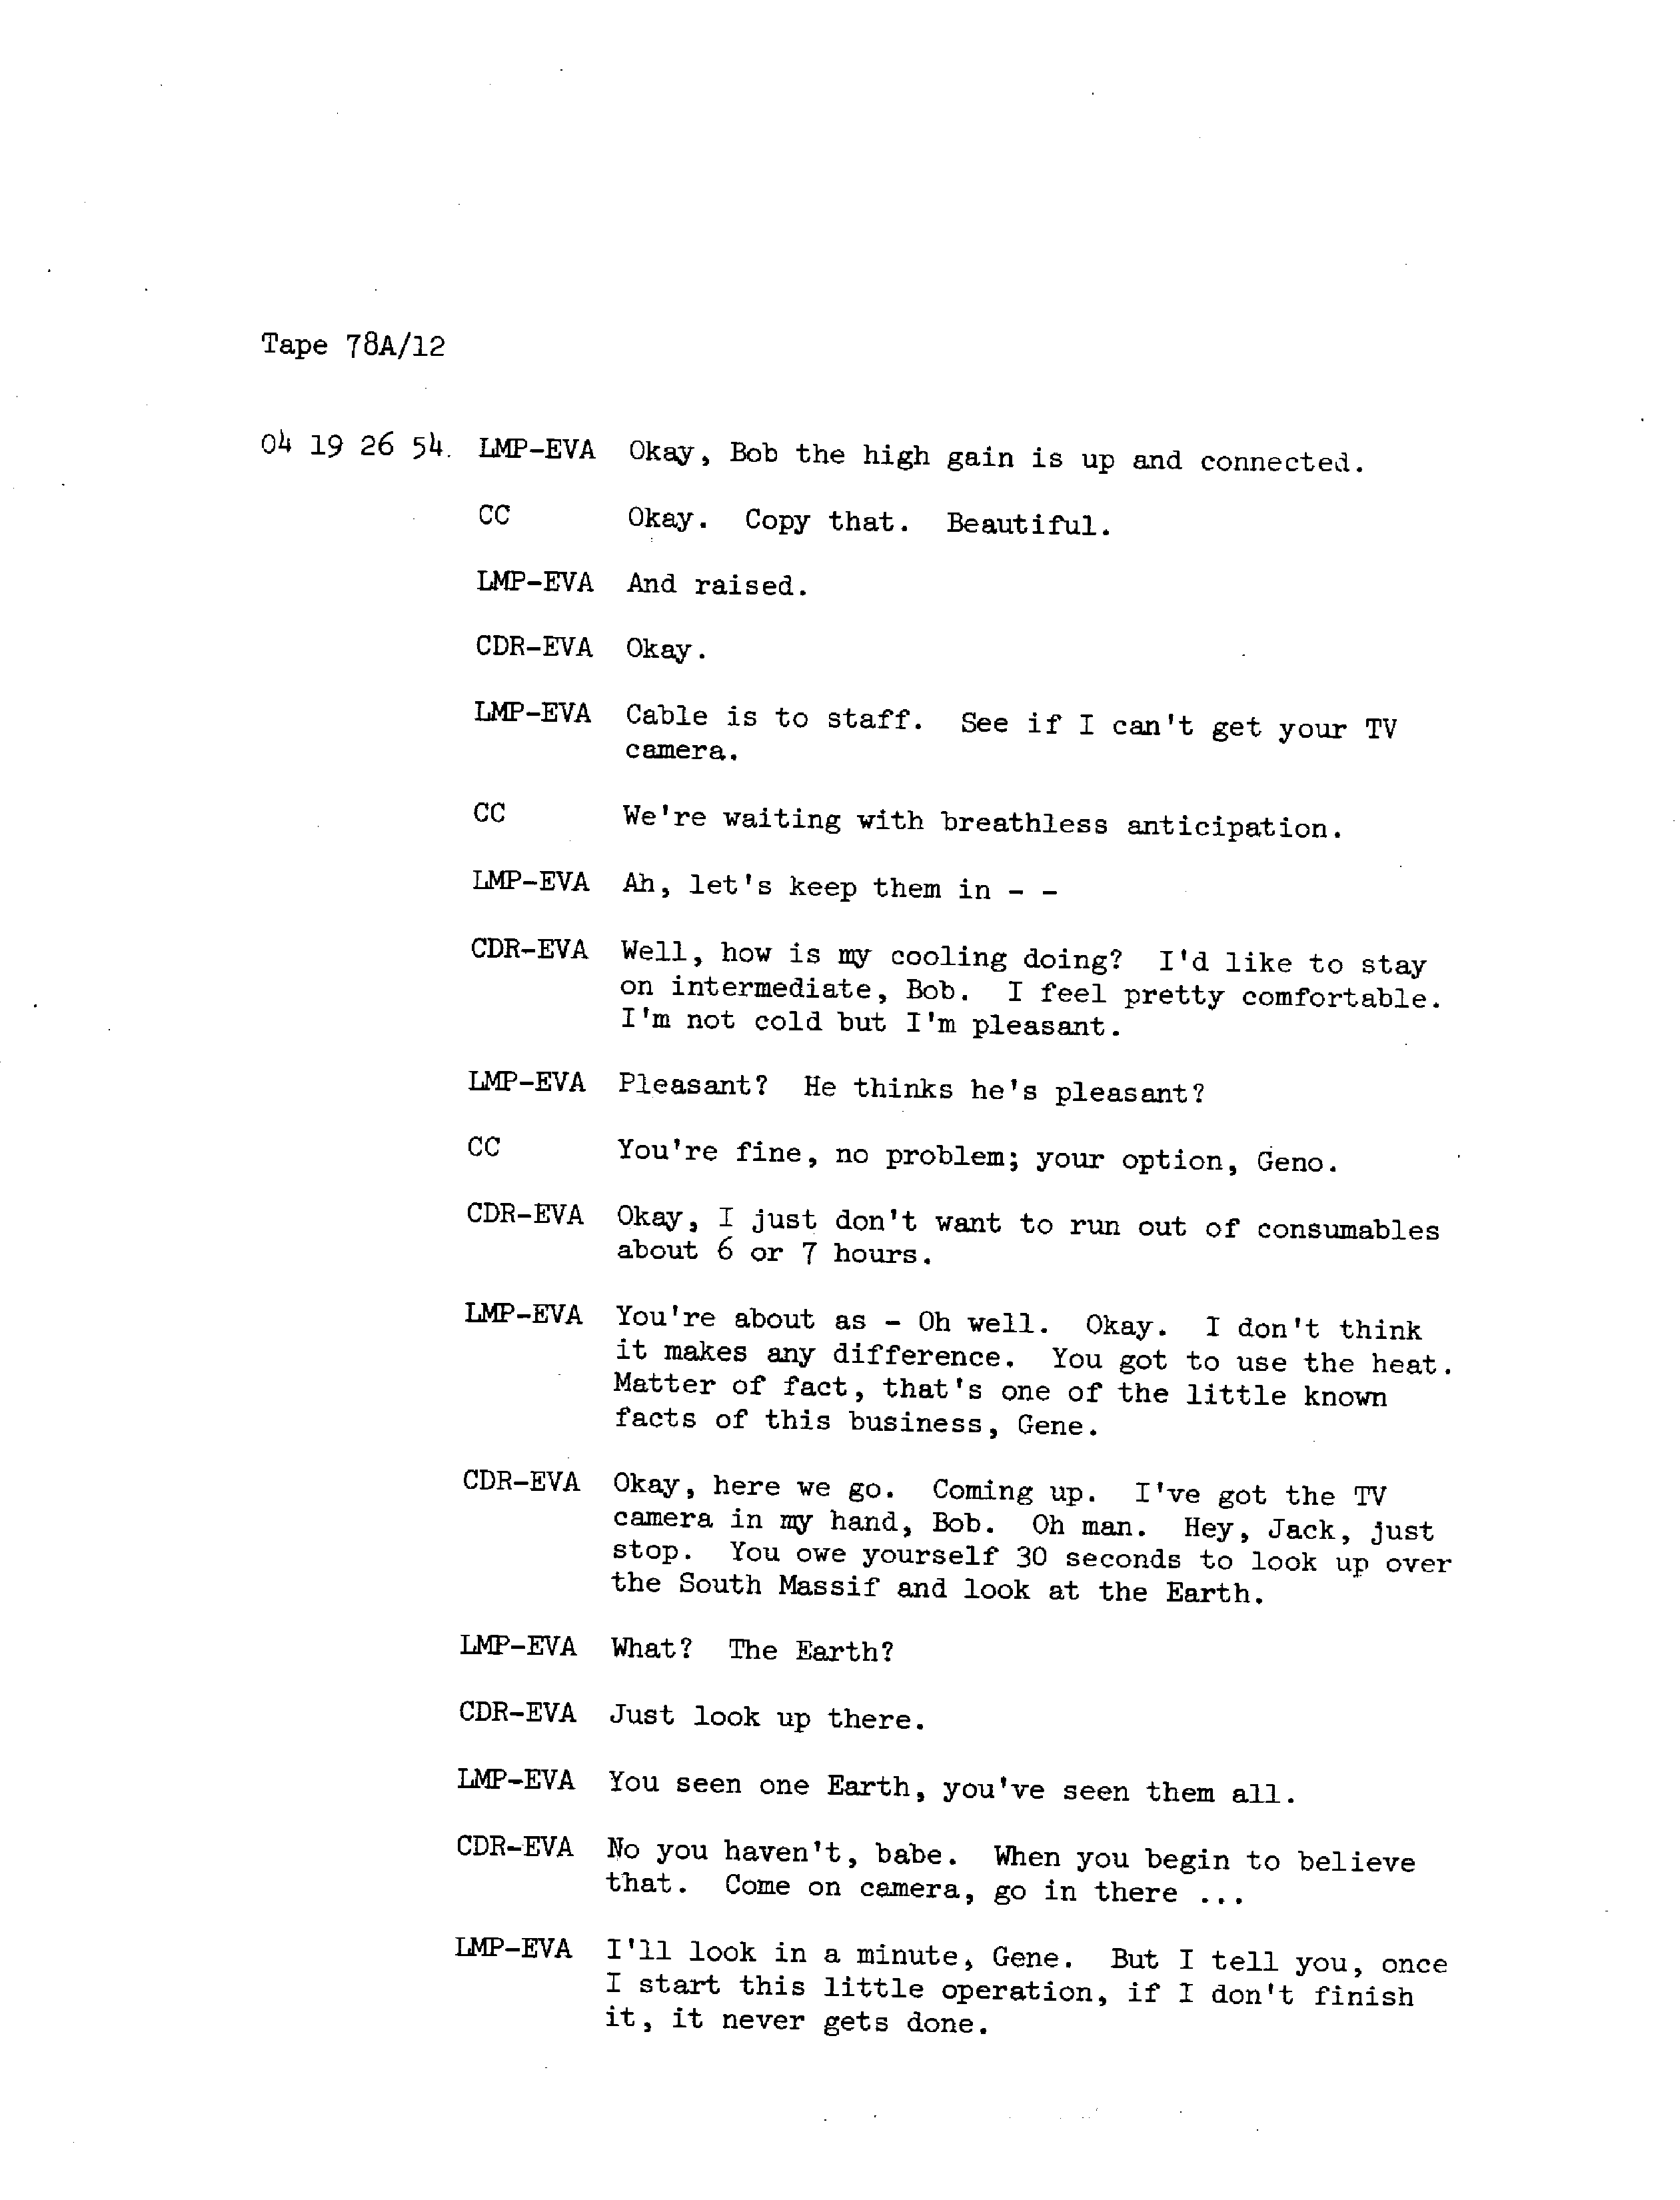 Tape 78A/12
04 19 26 54. LMP-EVA Okay, Bob the high gain is up and connected.
CC Okay. Copy that. Beautiful.
LMP-EVA And raised.
CDR-EVA Okay.
LMP-EVA Cable is to staff. See if I can't get your TV
camera.
CC We're waiting with breathless anticipation.
LMP-EVA Ah, let's keep them in - -
CDR-EVA Well, how is my cooling doing? I'd like to stay
on intermediate, Bob. I feel pretty comfortable.
I'm not cold but I'm pleasant.
LMP-EVA Pleasant? He thinks he's pleasant?
CC You're fine, no problem; your option, Geno.
CDR-EVA Okay, I just don't want to run out of consumables
about 6 or 7 hours.
LMP-EVA You're about as - Oh well. Okay. I don't think
it makes any difference. You got to use the heat.
Matter of fact, that's one of the little known
facts of this business, Gene.
CDR-EVA Okay, here we go. Coming up. I've got the TV
camera in my hand, Bob. Oh man. Hey, Jack, just
stop. You owe yourself 30 seconds to look up over
the South Massif and look at the Earth.
LMP-EVA What? The Earth?
CDR-EVA Just look up there.
LMP-EVA You seen one Earth, you've seen them all.
CDR-EVA No you haven't, babe. When you begin to believe
that. Come on camera, go in there ...
LMP-EVA I'll look in a minute, Gene. But I tell you, once
I start this little operation, if I don't finish
it, it never gets done.